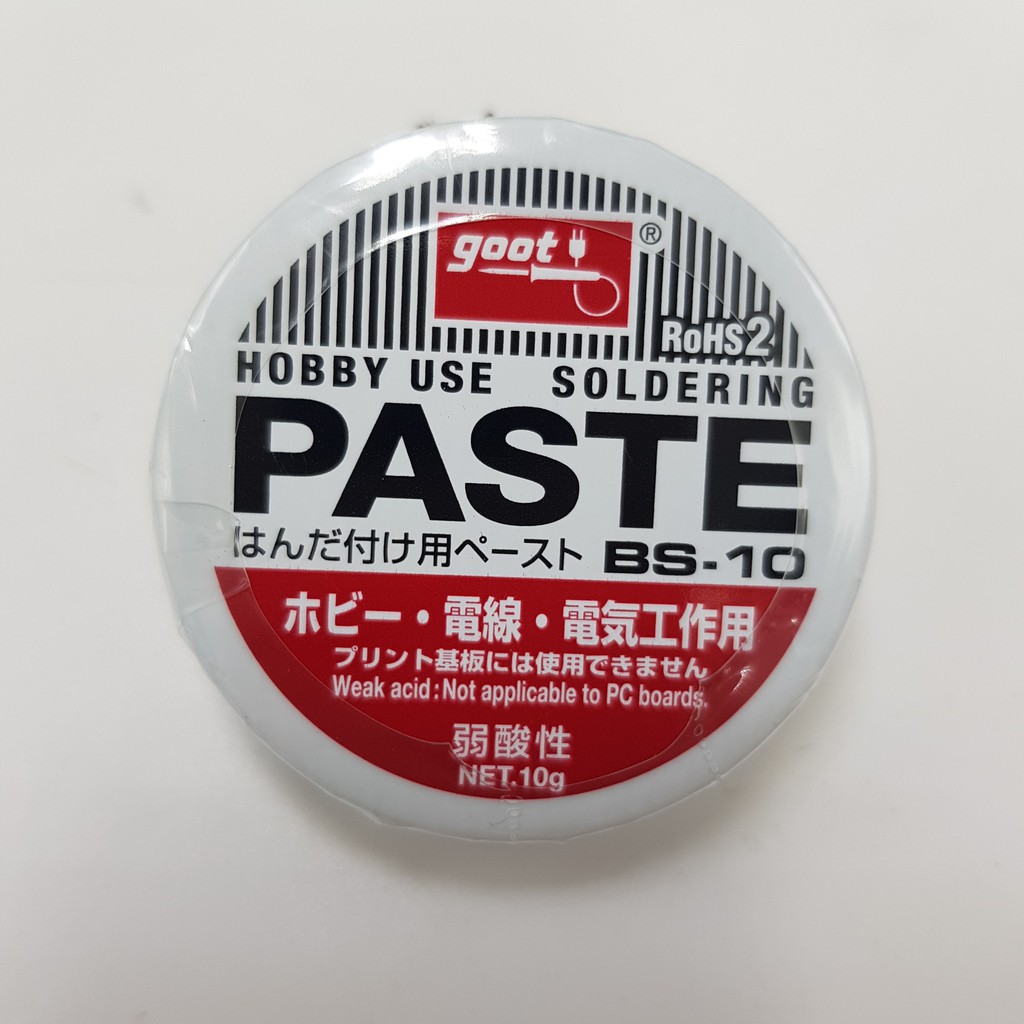 goot ®
RoHS2
HOBBY USE SOLDERING
PASTE
はんだ付け用ペースト BS-10
ホビー・電線・電気工作用
プリント基板には使用できません
Weak acid : Not applicable to PC boards.
弱酸性
NET.10g